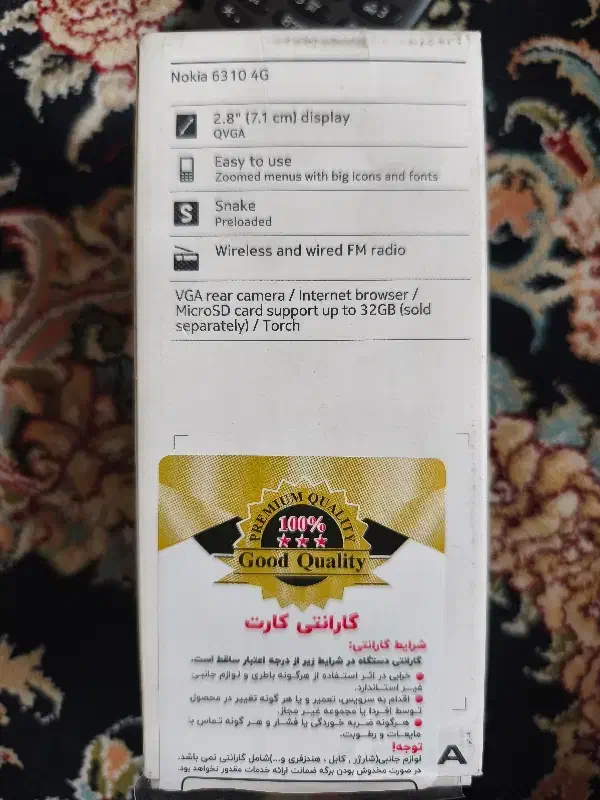 Nokia 6310 4G
2.8" (7.1 cm) display
QVGA
Easy to use
Zoomed menus with big icons and fonts
Snake
Preloaded
Wireless and wired FM radio
VGA rear camera / Internet browser /
MicroSD card support up to 32GB (sold
separately) / Torch
PREMIUM QUALITY
100%
Good Quality
گارانتی کارت
شرایط گارانتی:
گارانتی دستگاه در شرایط زیر از درجه اعتبار ساقط است.
خرابی در اثر استفاده از هرگونه باطری و لوازم جانبی
غیر استاندارد.
اقدام به سرویس، تعمیر و یا هر گونه تغییر در محصول
توسط افراد یا مجموعه غیر مجاز.
هرگونه ضربه خوردگی یا فشار و هر گونه تماس با
مایعات و رطوبت.
توجه!
لوازم جانبی(شارژر ، کابل ، هندزفری و...)شامل گارانتی نمی باشد.
در صورت مخدوش بودن برگه ضمانت ارائه خدمات مقدور نخواهد بود.
A